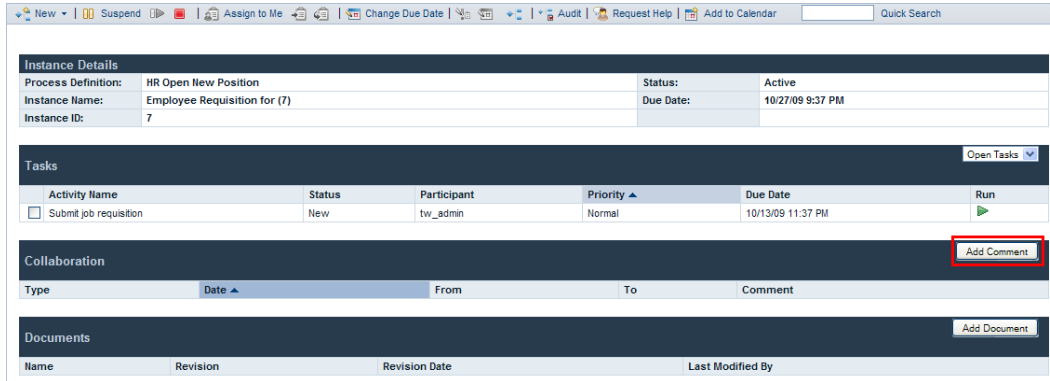 New Suspend Assign to Me Change Due Date Audit Request Help Add to Calendar Quick Search
Instance Details
Process Definition: HR Open New Position Status: Active
Instance Name: Employee Requisition for (7) Due Date: 10/27/09 9:37 PM
Instance ID: 7
Open Tasks
Tasks
Activity Name Status Participant Priority Due Date Run
Submit job requisition New tw_admin Normal 10/13/09 11:37 PM
Add Comment
Collaboration
Type Date From To Comment
Add Document
Documents
Name Revision Revision Date Last Modified By